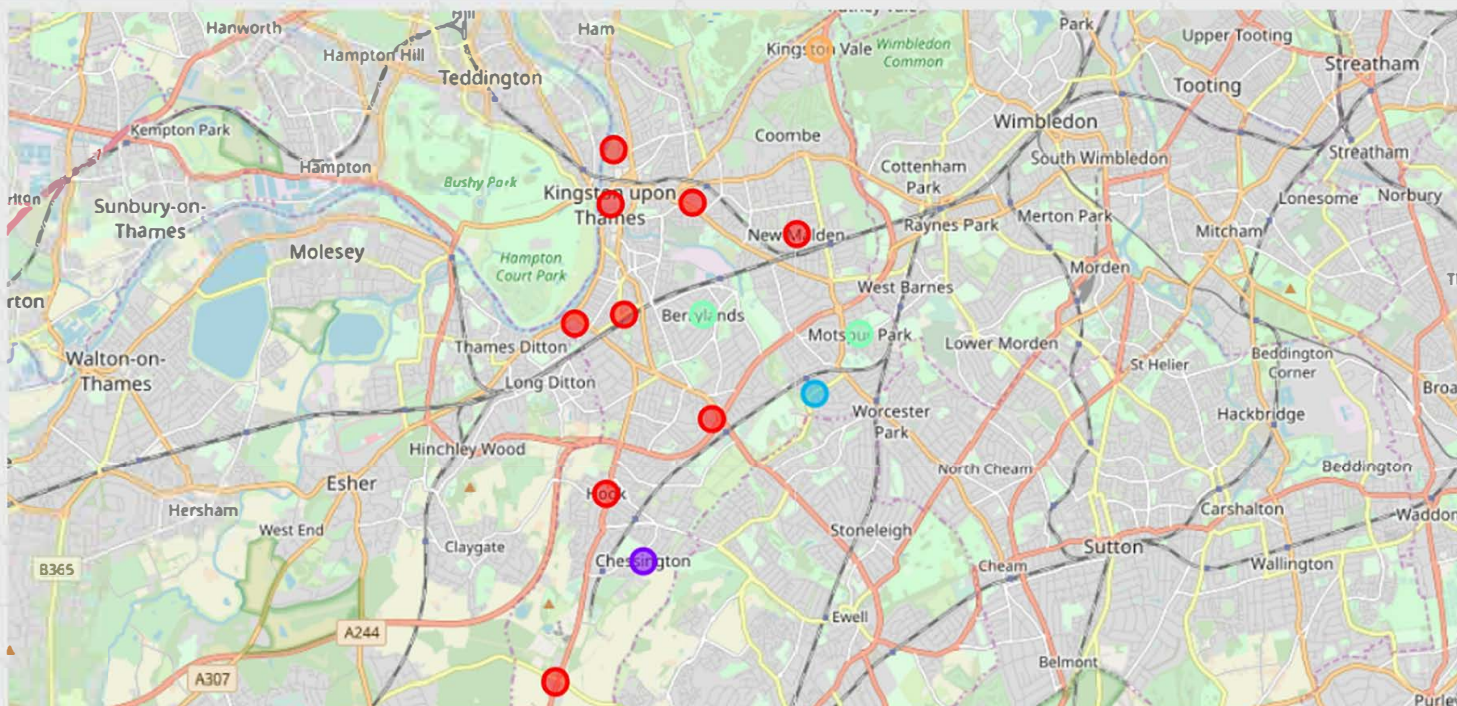 Hanworth
Ham
Park
Upper Tooting
Hampton Hill
Kingston Vale
Wimbledon
Common
Streatham
Teddington
Tooting
Kempton Park
Coombe
Wimbledon
Hampton
Bushy Park
Cottenham
Park
South Wimbledon
Streatham
Sunbury-on-
Thames
Kingston upon
Thames
Lonesome
Norbury
Molesey
New Malden
Raynes Park
Merton Park
Mitcham
Hampton
Court Park
West Barnes
Morden
Berrylands
Motspur Park
Walton-on-
Thames
Thames Ditton
Lower Morden
St Helier
Beddington
Corner
Long Ditton
Worcester
Park
Hackbridge
Hinchley Wood
North Cheam
Beddington
Esher
Hook
Hersham
West End
Stoneleigh
Carshalton
Claygate
Chessington
Sutton
Cheam
Wallington
B365
Ewell
A244
A307
Belmont